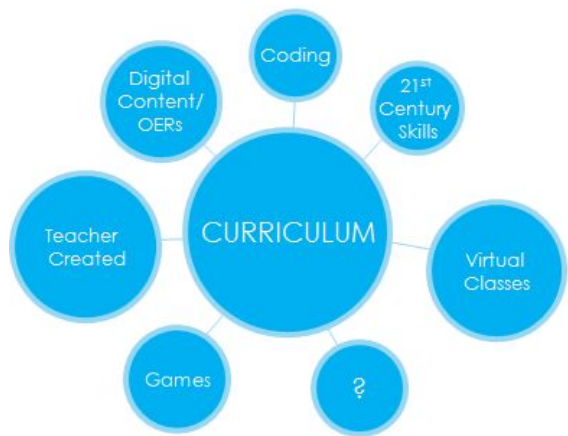 Coding
Digital
Content/
OERs
21st
Century
Skills
CURRICULUM
Teacher
Created
Virtual
Classes
Games
?